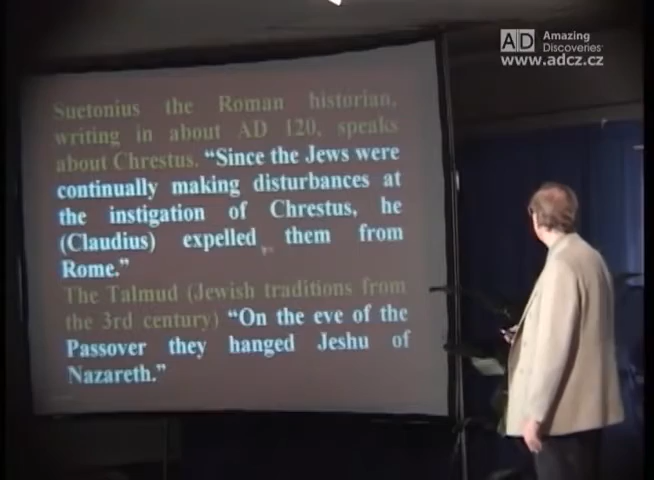 AD Amazing
Discoveries
www.adcz.cz
Suetonius the Roman historian,
writing in about AD 120, speaks
about Chrestus. “Since the Jews were
continually making disturbances at
the instigation of Chrestus, he
(Claudius) expelled them from
Rome.”
The Talmud (Jewish traditions from
the 3rd century) “On the eve of the
Passover they hanged Jeshu of
Nazareth.”